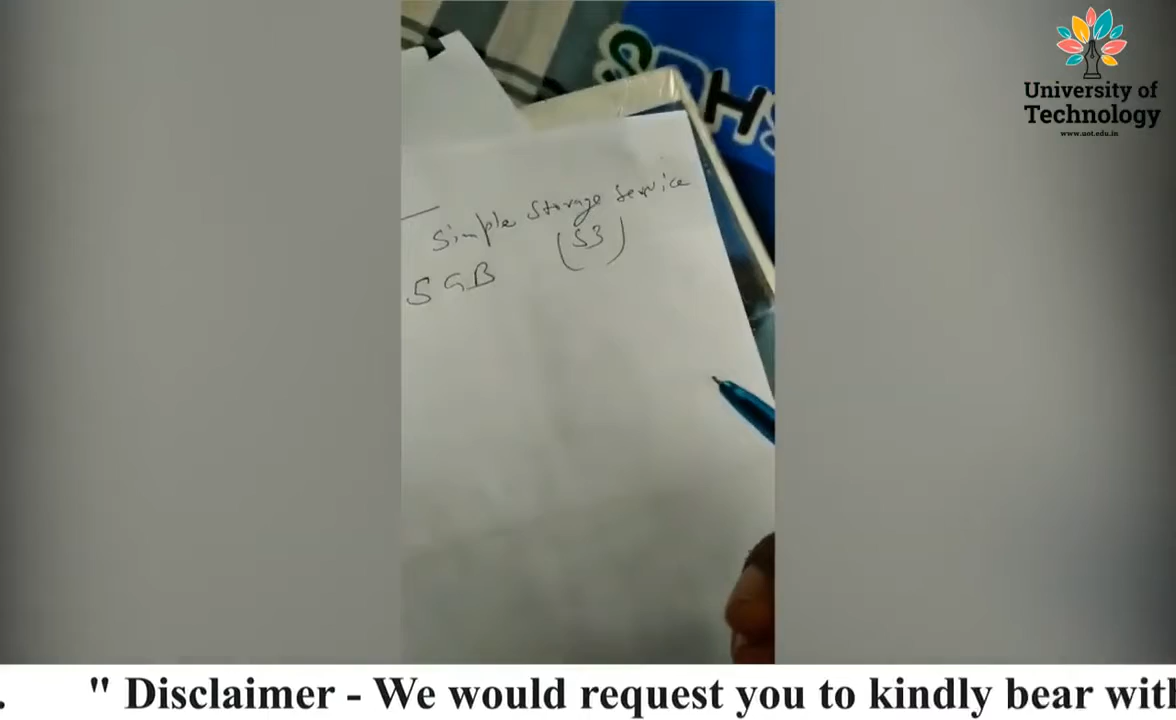 University of
Technology
www.uot.edu.in
Simple Storage Service
(S3)
5 GB
. " Disclaimer - We would request you to kindly bear with